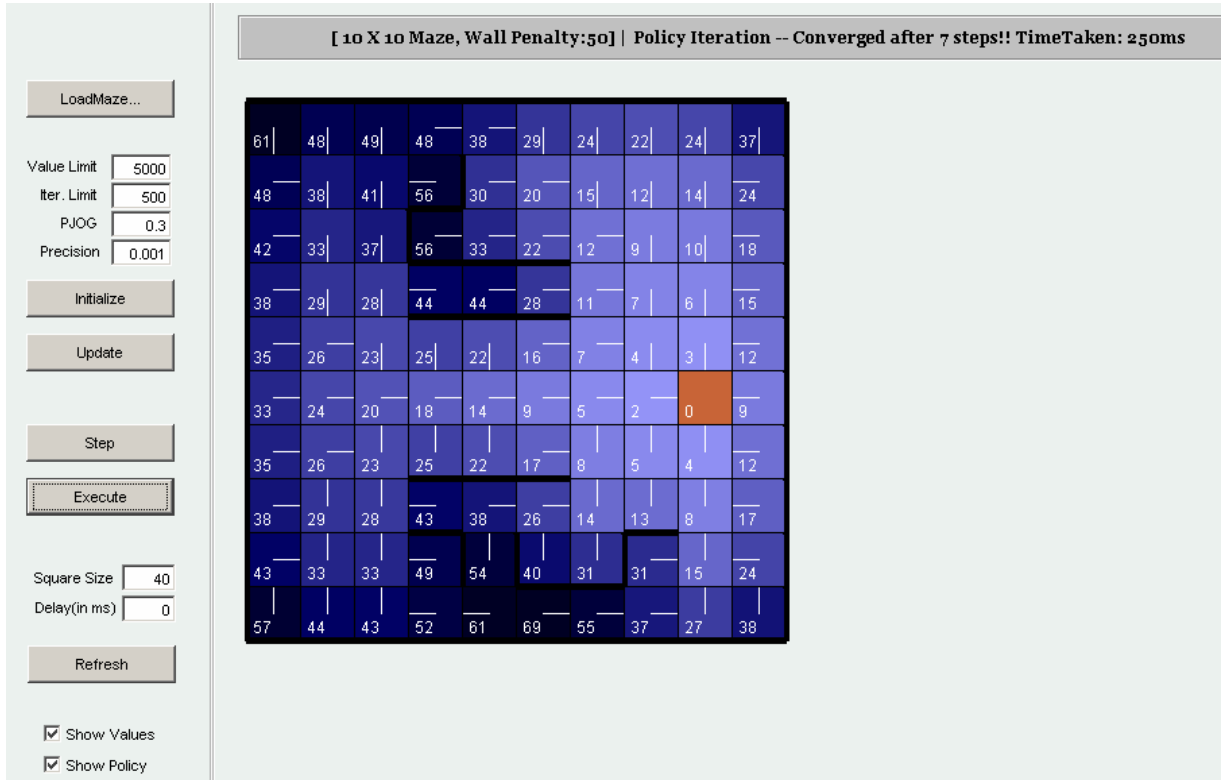 [ 10 X 10 Maze, Wall Penalty:50] | Policy Iteration -- Converged after 7 steps!! TimeTaken: 250ms
LoadMaze...
Value Limit 5000
Iter. Limit 500
PJOG 0.3
Precision 0.001
Initialize
Update
Step
Execute
Square Size 40
Delay(in ms) 0
Refresh
Show Values
Show Policy
61 48 49 48 38 29 24 22 24 37
48 38 41 56 30 20 15 12 14 24
42 33 37 56 33 22 12 9 10 18
38 29 28 44 44 28 11 7 6 15
35 26 23 25 22 16 7 4 3 12
33 24 20 18 14 9 5 2 0 9
35 26 23 25 22 17 8 5 4 12
38 29 28 43 38 26 14 13 8 17
43 33 33 49 54 40 31 31 15 24
57 44 43 52 61 69 55 37 27 38